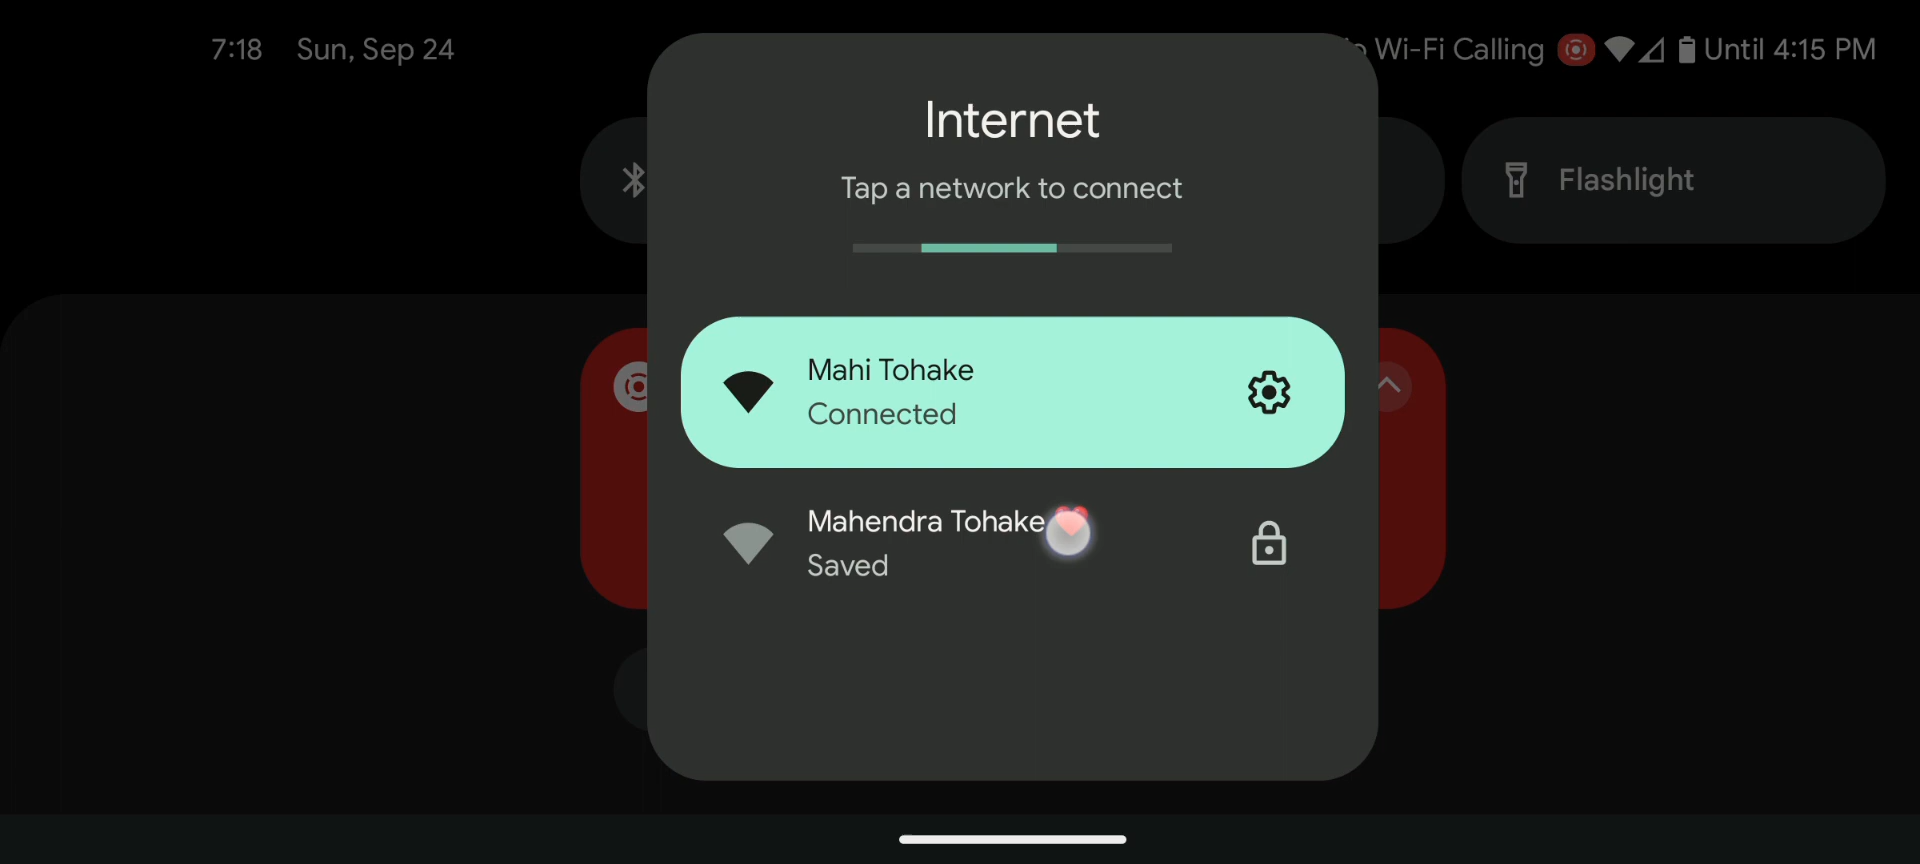 7:18 Sun, Sep 24
Wi-Fi Calling Until 4:15 PM
Internet
Tap a network to connect
Flashlight
Mahi Tohake
Connected
Mahendra Tohake
Saved